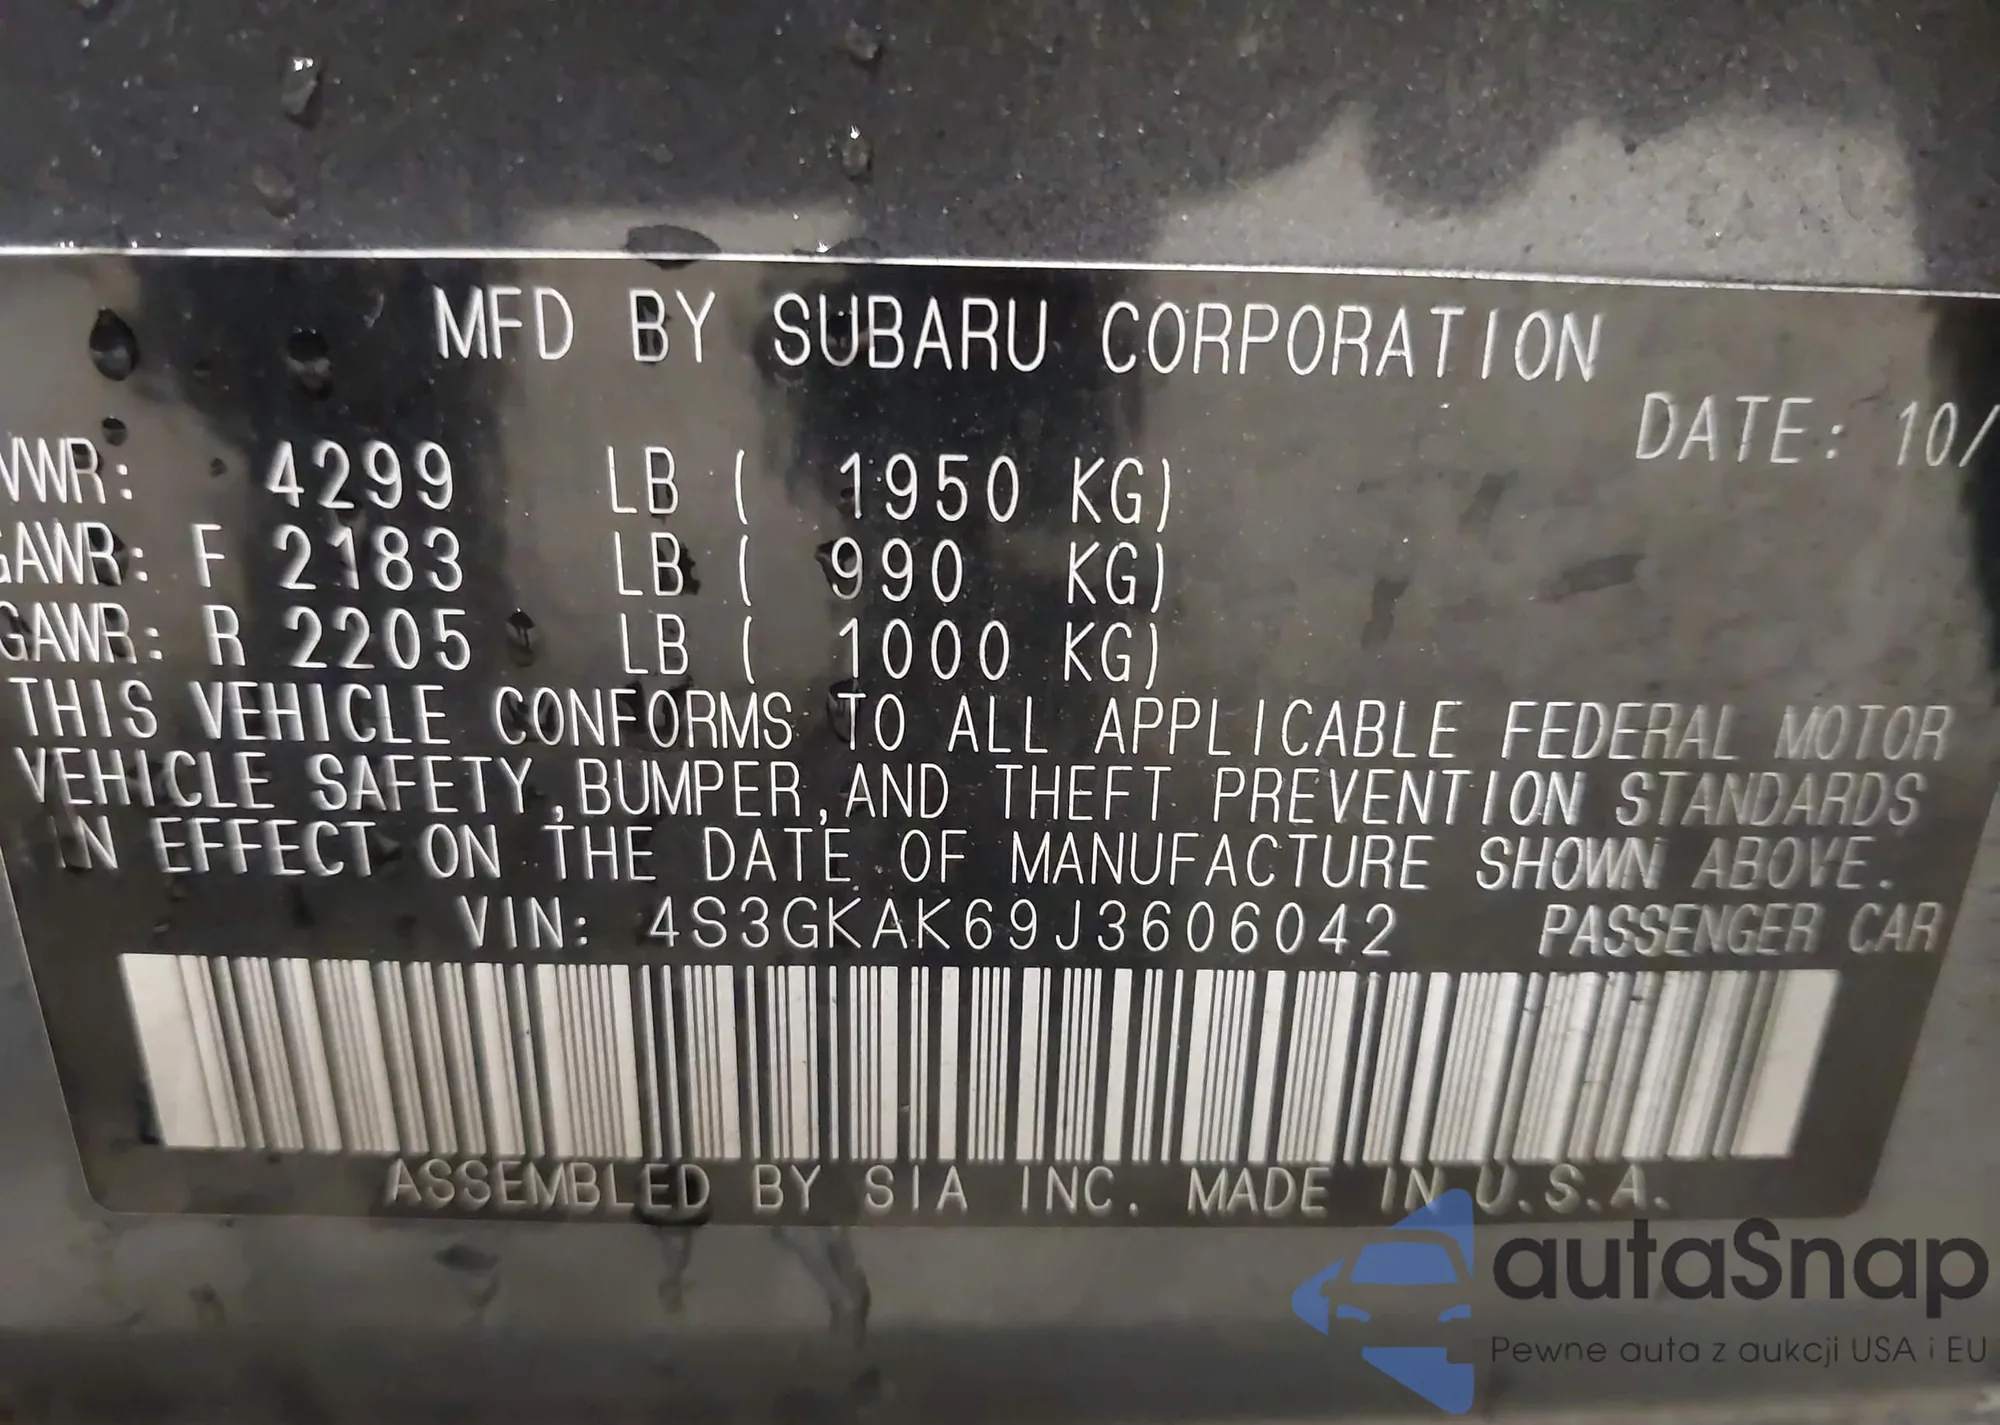 MFD BY SUBARU CORPORATION
DATE: 10/
VWR: 4299 LB ( 1950 KG)
GAWR: F 2183 LB ( 990 KG)
GAWR: R 2205 LB ( 1000 KG)
THIS VEHICLE CONFORMS TO ALL APPLICABLE FEDERAL MOTOR
VEHICLE SAFETY,BUMPER,AND THEFT PREVENTION STANDARDS
IN EFFECT ON THE DATE OF MANUFACTURE SHOWN ABOVE.
VIN: 4S3GKAK69J3606042 PASSENGER CAR
ASSEMBLED BY SIA INC. MADE IN U.S.A.
autaSnap
Pewne auta z aukcji USA i EU